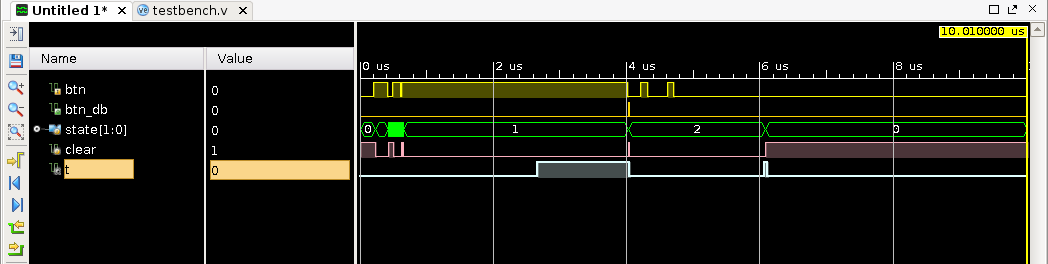 Untitled 1* testbench.v
10.010000 us
Name Value
0 us 2 us 4 us 6 us 8 us
btn 0
btn_db 0
state[1:0] 0 0 1 2 0
clear 1
t 0